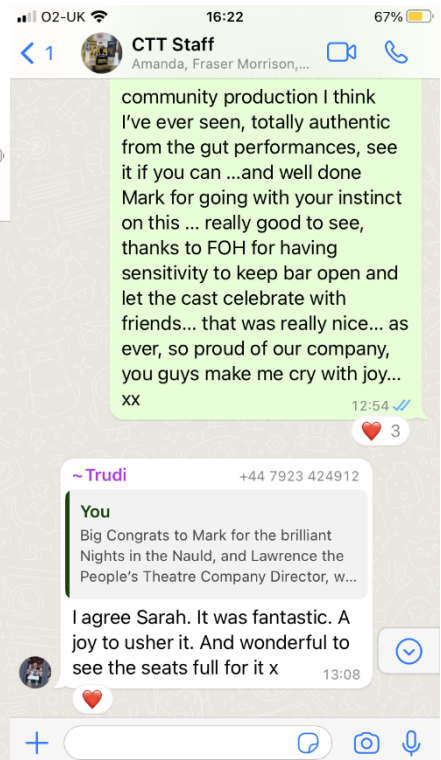 O2-UK 16:22 67%
1 CTT Staff
Amanda, Fraser Morrison,...
community production I think
I've ever seen, totally authentic
from the gut performances, see
it if you can ...and well done
Mark for going with your instinct
on this ... really good to see,
thanks to FOH for having
sensitivity to keep bar open and
let the cast celebrate with
friends... that was really nice... as
ever, so proud of our company,
you guys make me cry with joy...
xx
12:54
❤️ 3
~Trudi +44 7923 424912
You
Big Congrats to Mark for the brilliant
Nights in the Nauld, and Lawrence the
People's Theatre Company Director, w...
I agree Sarah. It was fantastic. A
joy to usher it. And wonderful to
see the seats full for it x
13:08
❤️